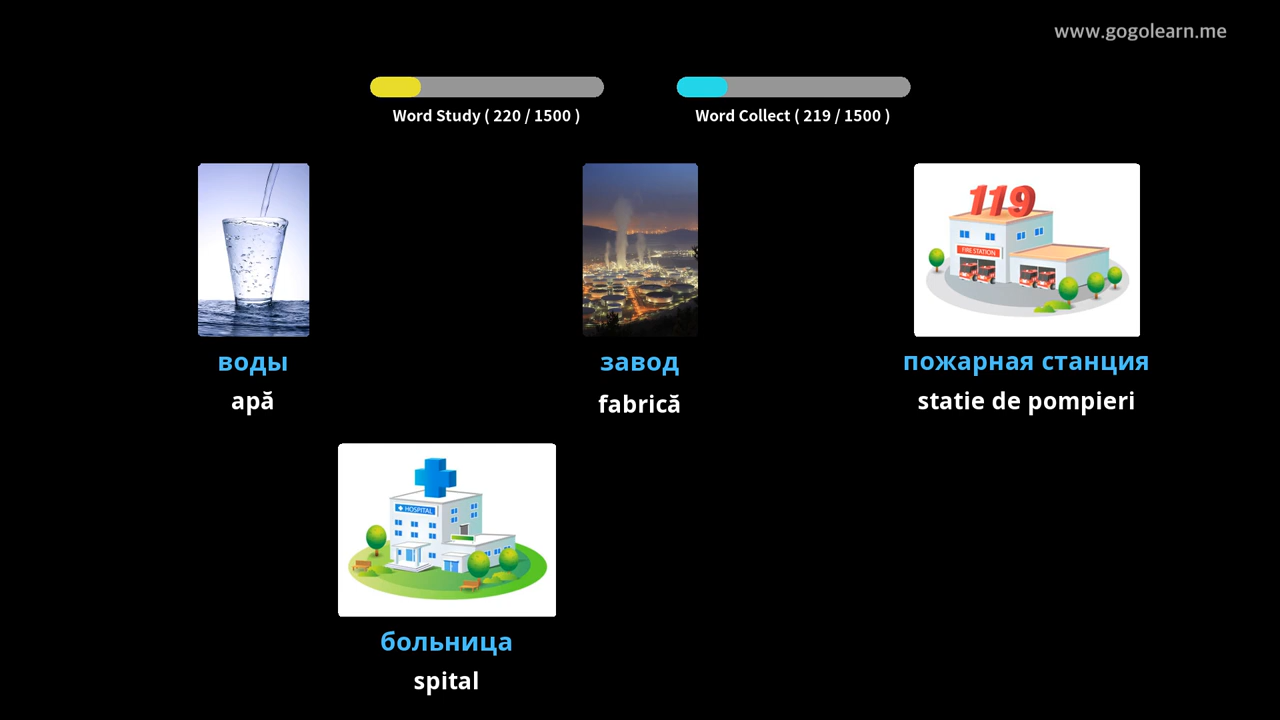 www.gogolearn.me
Word Study ( 220 / 1500 )
Word Collect ( 219 / 1500 )
119
FIRE STATION
воды
завод
пожарная станция
apă
fabrică
statie de pompieri
HOSPITAL
больница
spital